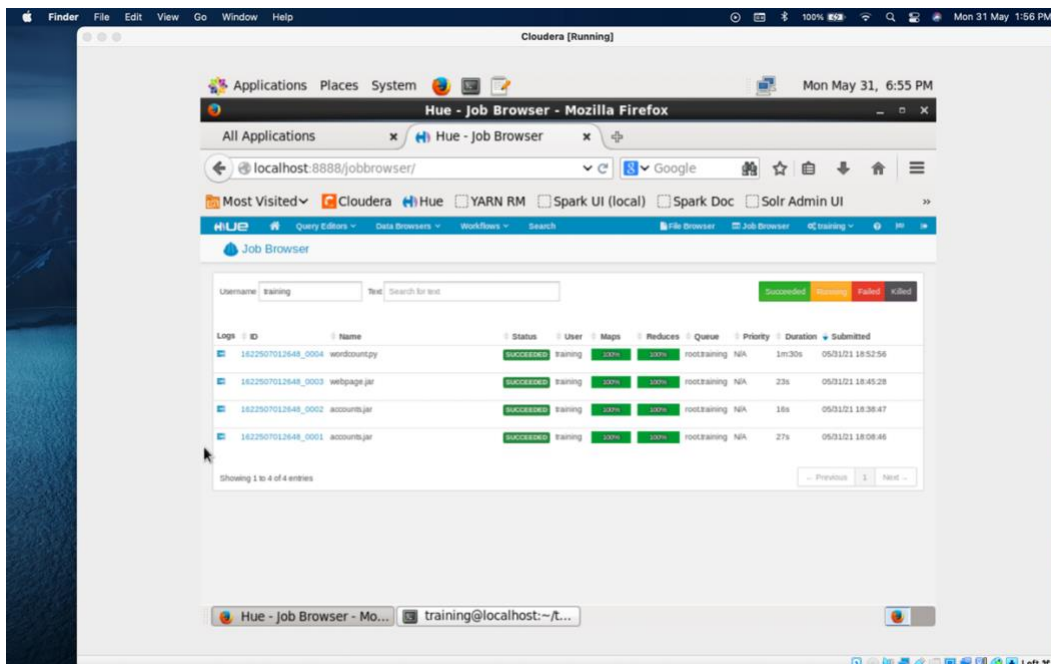 Finder File Edit View Go Window Help 100% Mon 31 May 1:56 PM
Cloudera [Running]
Applications Places System Mon May 31, 6:55 PM
Hue - Job Browser - Mozilla Firefox
All Applications Hue - Job Browser
localhost:8888/jobbrowser/ Google
Most Visited Cloudera Hue YARN RM Spark UI (local) Spark Doc Solr Admin UI »
HUE Query Editors Data Browsers Workflows Search File Browser Job Browser training
Job Browser
Username training Text Search for text Succeeded Running Failed Killed
Logs ID Name Status User Maps Reduces Queue Priority Duration Submitted
1622507012648_0004 wordcount.py SUCCEEDED training 100% 100% root.training N/A 1m:30s 05/31/21 18:52:56
1622507012648_0003 webpage.jar SUCCEEDED training 100% 100% root.training N/A 23s 05/31/21 18:45:28
1622507012648_0002 accounts.jar SUCCEEDED training 100% 100% root.training N/A 05/31/21 18:38:47
1622507012648_0001 accounts.jar SUCCEEDED training 100% 100% root.training N/A 27s 05/31/21 18:08:46
Showing 1 to 4 of 4 entries ← Previous 1 Next →
Hue - Job Browser - Mo... training@localhost:~/t...
Left ⌘